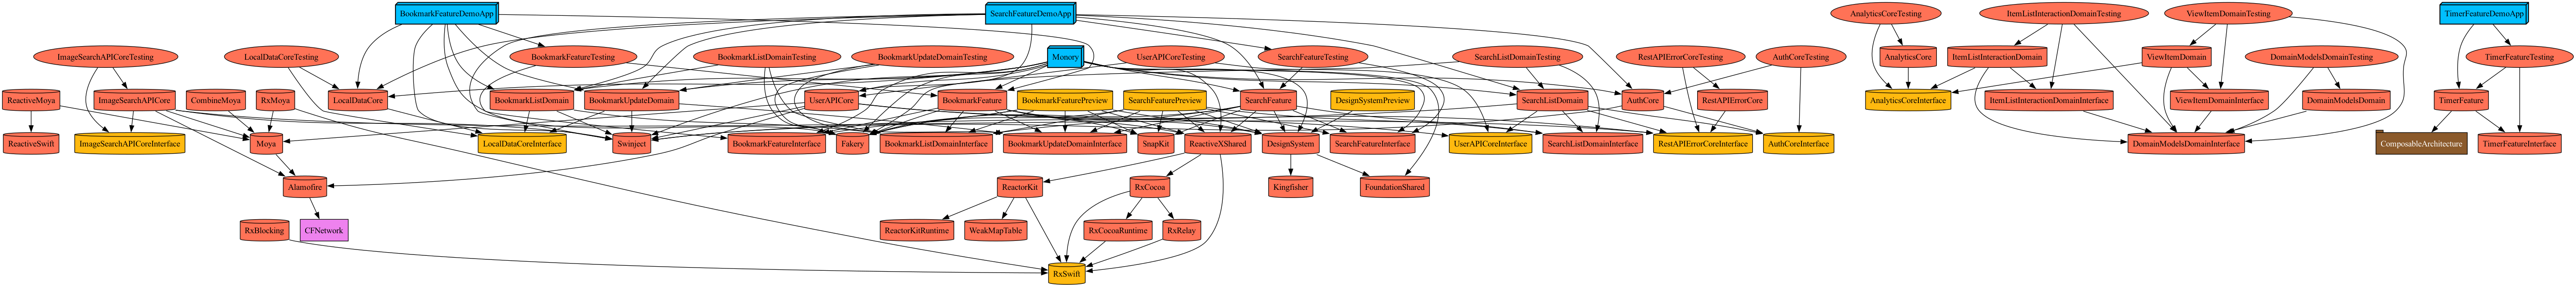 BookmarkFeatureDemoApp
SearchFeatureDemoApp
AnalyticsCoreTesting
ItemListInteractionDomainTesting
ViewItemDomainTesting
TimerFeatureDemoApp
ImageSearchAPICoreTesting
LocalDataCoreTesting
BookmarkFeatureTesting
BookmarkListDomainTesting
BookmarkUpdateDomainTesting
Menory
UserAPICoreTesting
SearchFeatureTesting
SearchListDomainTesting
RestAPIErrorCoreTesting
AuthCoreTesting
AnalyticsCore
ItemListInteractionDomain
ViewItemDomain
DomainModelsDomainTesting
TimerFeatureTesting
ReactiveMoya
ImageSearchAPICore
CombineMoya
RxMoya
LocalDataCore
BookmarkListDomain
BookmarkUpdateDomain
UserAPICore
BookmarkFeature
BookmarkFeaturePreview
SearchFeaturePreview
SearchFeature
DesignSystemPreview
SearchListDomain
AuthCore
RestAPIErrorCore
AnalyticsCoreInterface
ItemListInteractionDomainInterface
ViewItemDomainInterface
DomainModelsDomain
TimerFeature
ReactiveSwift
ImageSearchAPICoreInterface
Moya
LocalDataCoreInterface
Swinject
BookmarkFeatureInterface
Fakery
BookmarkListDomainInterface
BookmarkUpdateDomainInterface
SnapKit
ReactiveXShared
DesignSystem
SearchFeatureInterface
UserAPICoreInterface
SearchListDomainInterface
RestAPIErrorCoreInterface
AuthCoreInterface
DomainModelsDomainInterface
ComposableArchitecture
TimerFeatureInterface
Alamofire
ReactorKit
RxCocoa
Kingfisher
FoundationShared
RxBlocking
CFNetwork
ReactorKitRuntime
WeakMapTable
RxCocoaRuntime
RxRelay
RxSwift